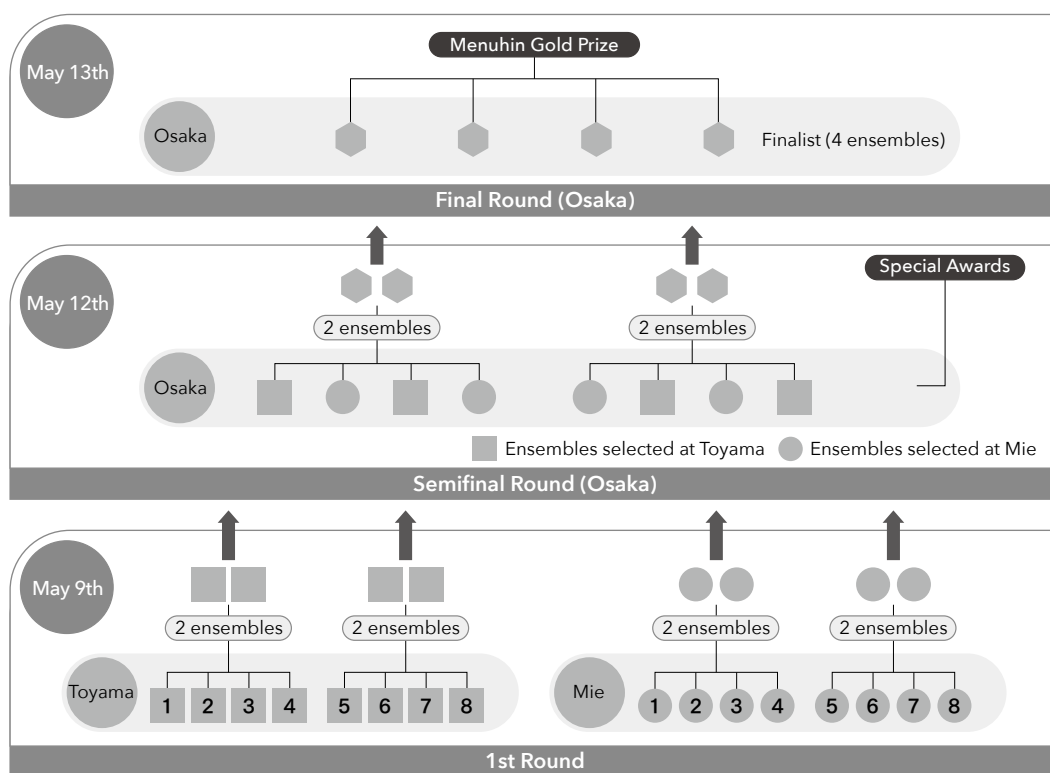 Menuhin Gold Prize
May 13th
Osaka
Finalist (4 ensembles)
Final Round (Osaka)
May 12th
Special Awards
2 ensembles
2 ensembles
Osaka
Ensembles selected at Toyama
Ensembles selected at Mie
Semifinal Round (Osaka)
May 9th
2 ensembles
2 ensembles
2 ensembles
2 ensembles
Toyama
1 2 3 4
5 6 7 8
Mie
1 2 3 4
5 6 7 8
1st Round